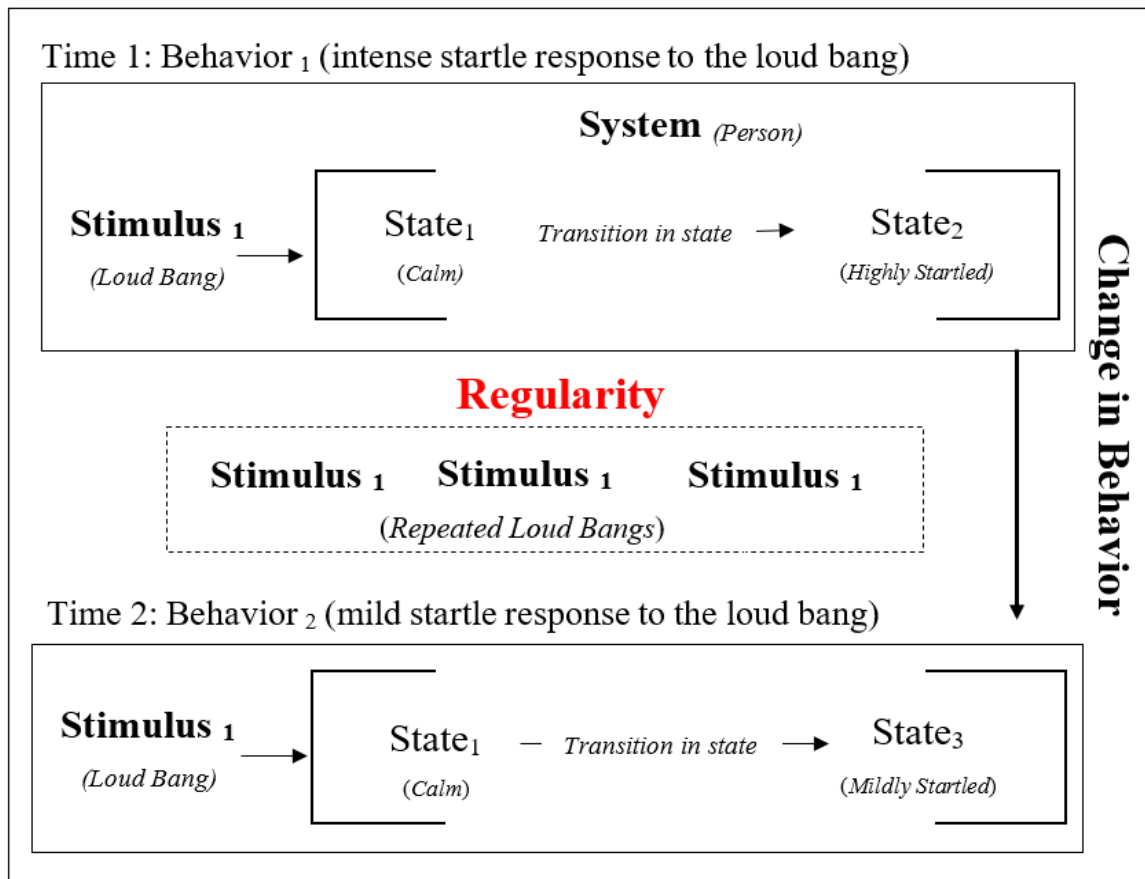 Time 1: Behavior 1 (intense startle response to the loud bang)
System (Person)
Stimulus 1 State1 Transition in state State2
(Loud Bang) (Calm) (Highly Startled)
Regularity
Stimulus 1 Stimulus 1 Stimulus 1
(Repeated Loud Bangs)
Change in Behavior
Time 2: Behavior 2 (mild startle response to the loud bang)
Stimulus 1 State1 Transition in state State3
(Loud Bang) (Calm) (Mildly Startled)